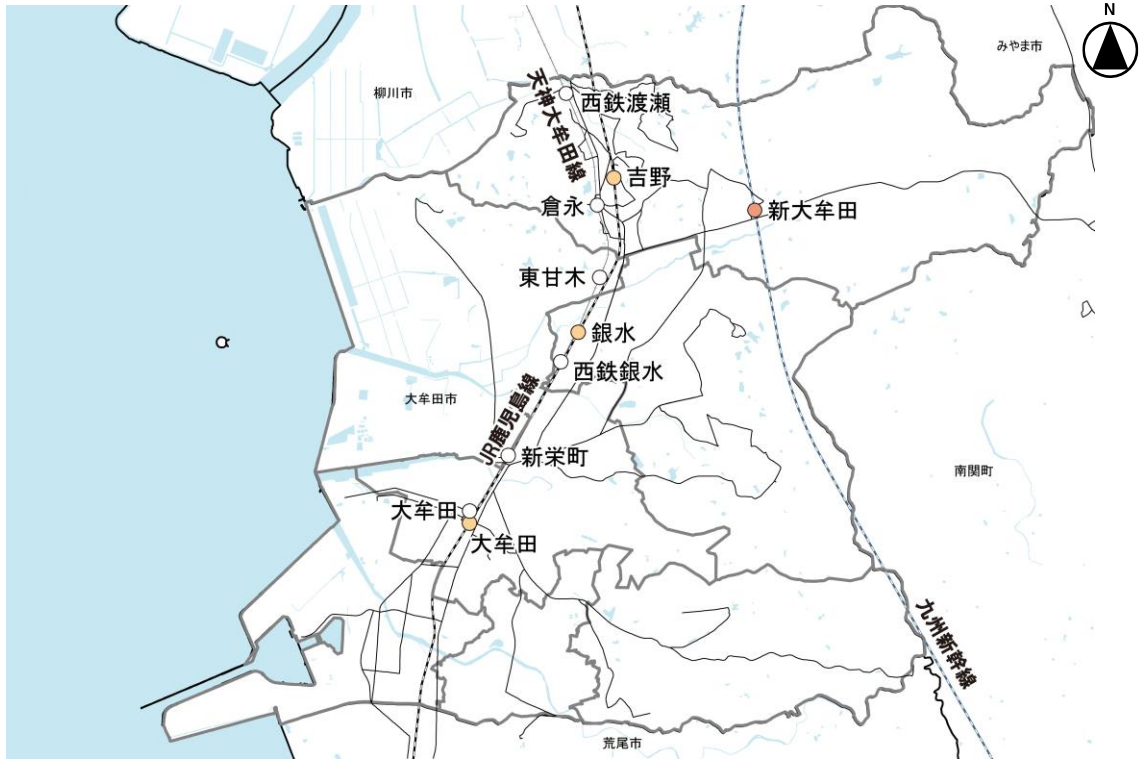 N
みやま市
柳川市
天神大牟田線
西鉄渡瀬
吉野
倉永
新大牟田
東甘木
銀水
西鉄銀水
大牟田市
JR鹿児島線
新栄町
南関町
大牟田
大牟田
九州新幹線
荒尾市